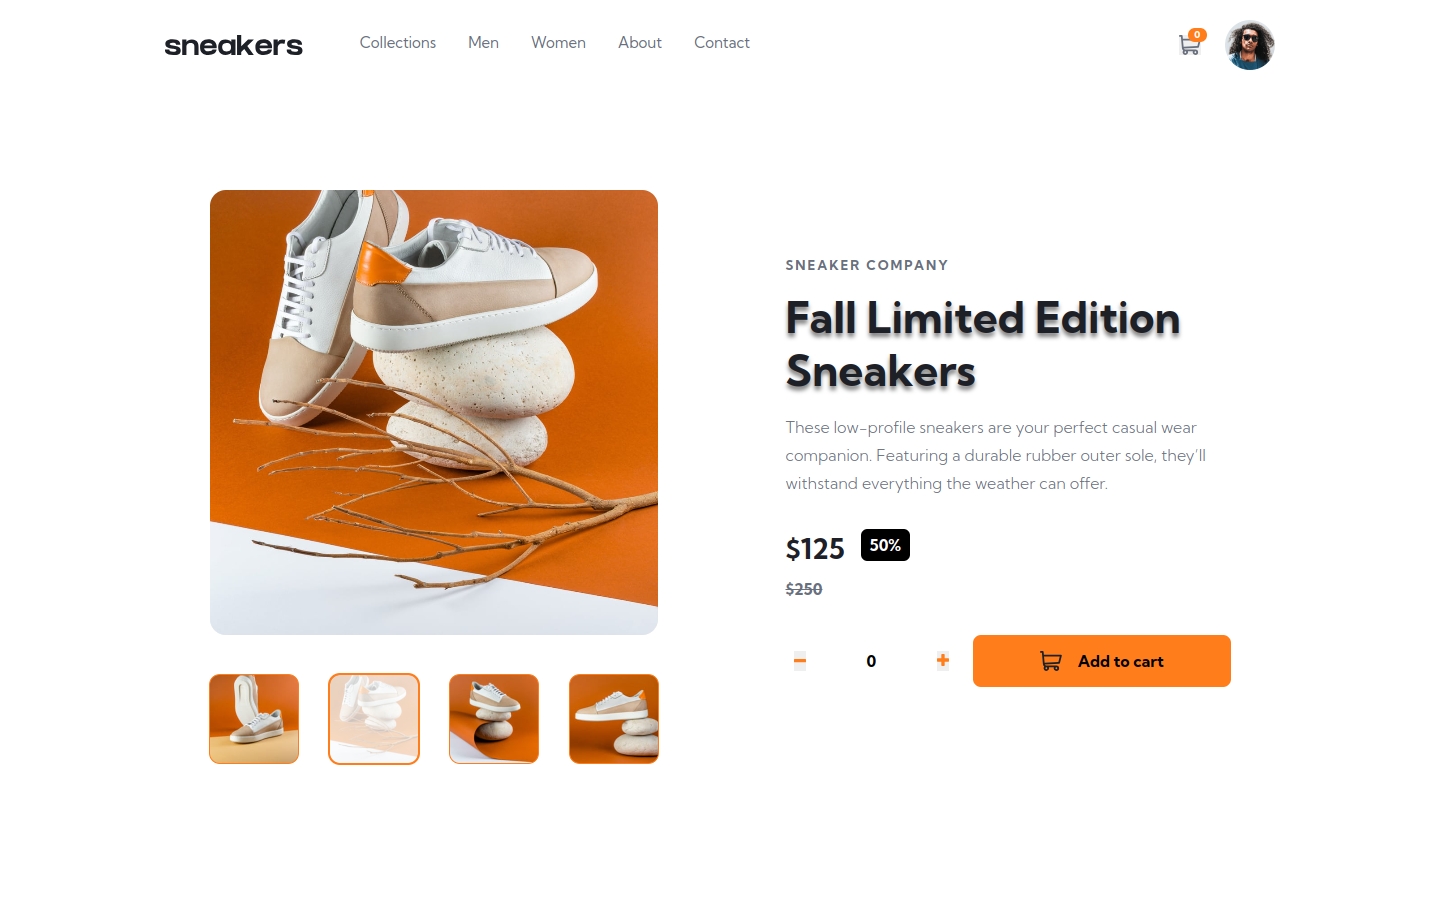 sneakers
Collections Men Women About Contact
0
SNEAKER COMPANY
Fall Limited Edition
Sneakers
These low-profile sneakers are your perfect casual wear
companion. Featuring a durable rubber outer sole, they'll
withstand everything the weather can offer.
$125 50%
$250
0
Add to cart